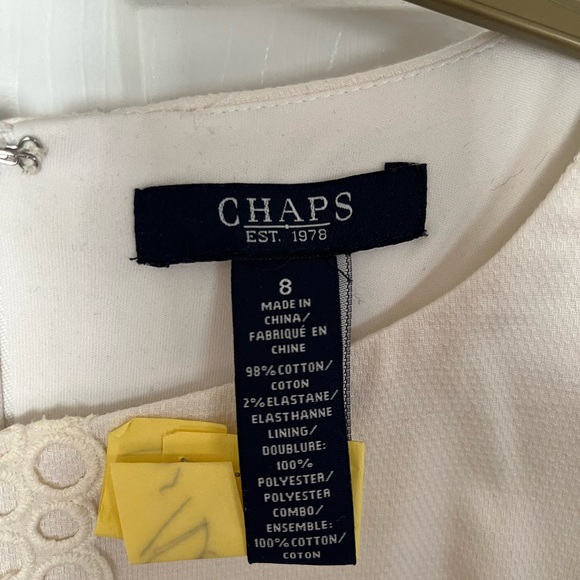 CHAPS
EST. 1978
8
MADE IN
CHINA/
FABRIQUÉ EN
CHINE
98% COTTON/
COTON
2% ELASTANE/
ELASTHANNE
LINING/
DOUBLURE:
100%
POLYESTER/
POLYESTER
COMBO/
ENSEMBLE:
100% COTTON/
COTON